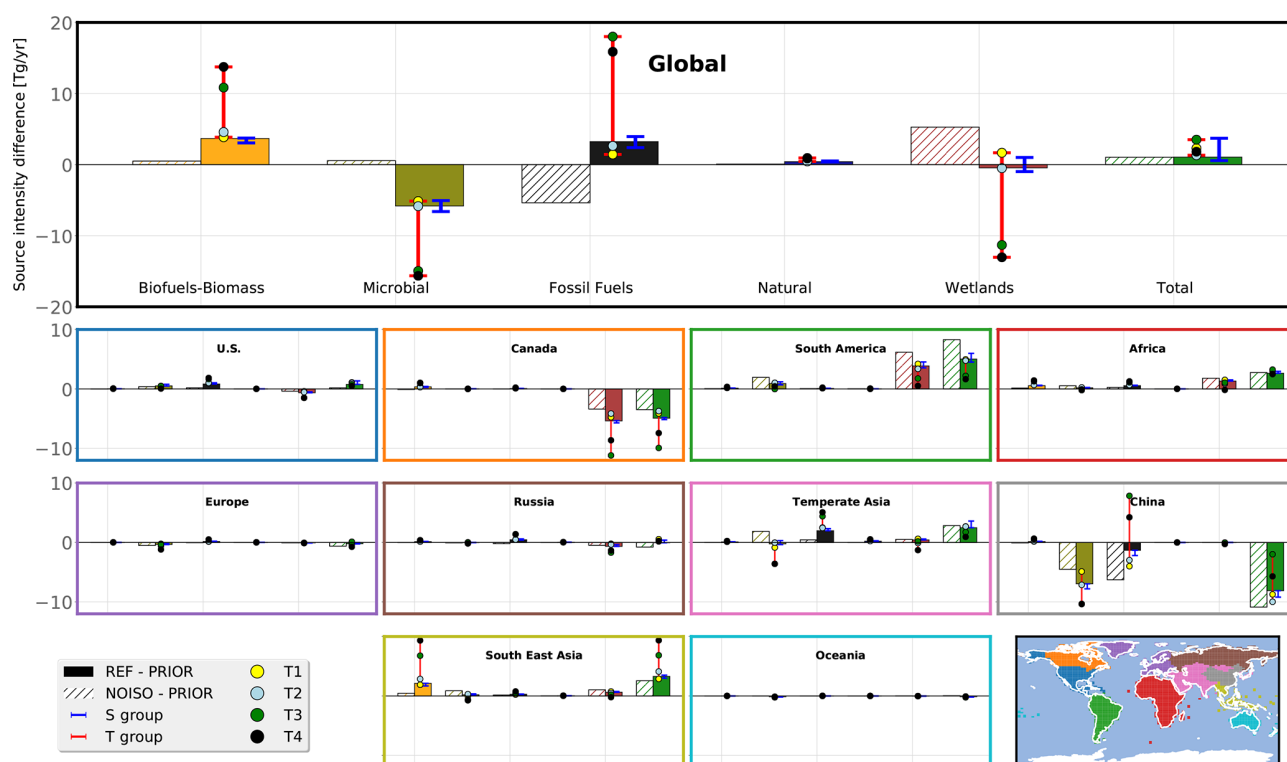 20
10
0
−10
−20
Source intensity difference [Tg/yr]
Global
Biofuels-Biomass Microbial Fossil Fuels Natural Wetlands Total
10
0
−10
U.S. Canada South America Africa
10
0
−10
Europe Russia Temperate Asia China
South East Asia Oceania
REF - PRIOR T1
NOISO - PRIOR T2
S group T3
T group T4